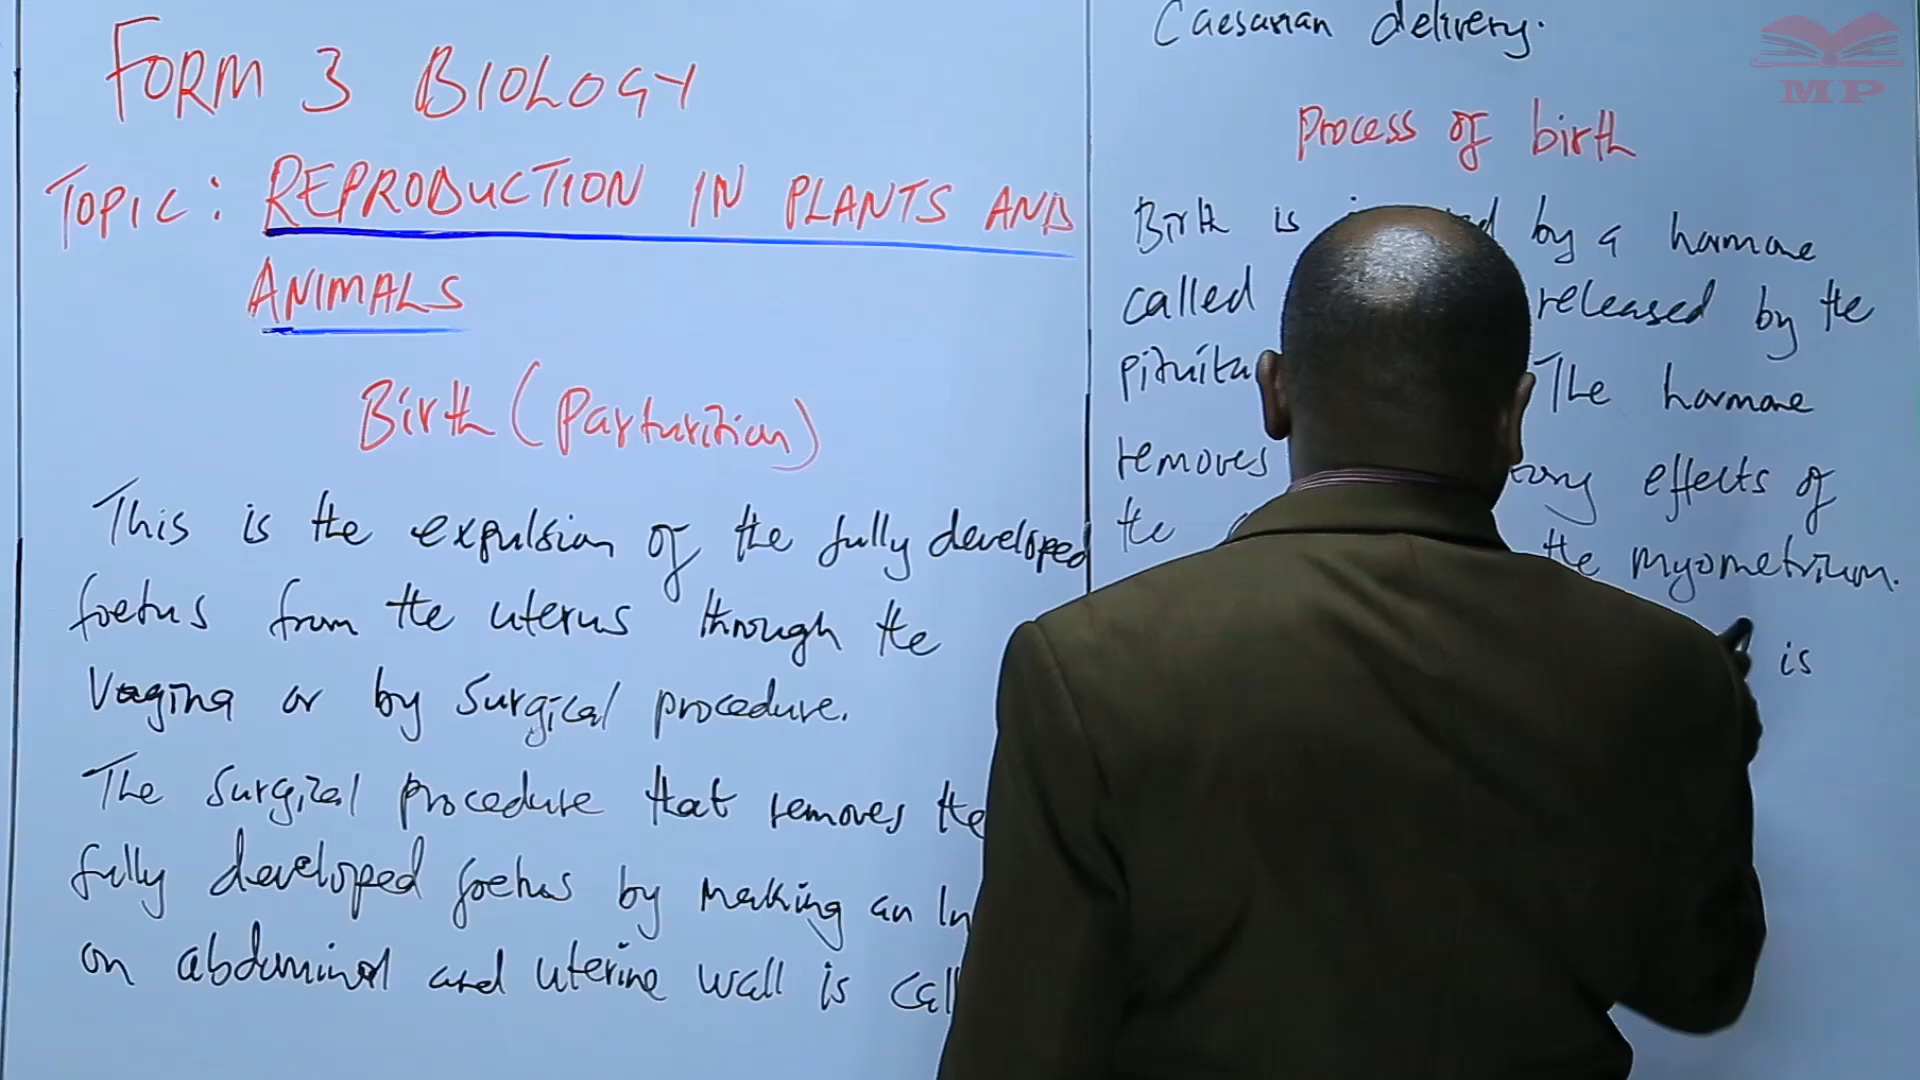 FORM 3 BIOLOGY
TOPIC: REPRODUCTION IN PLANTS AND
ANIMALS
Birth (Parturition)
This is the expulsion of the fully developed
foetus from the uterus through the
Vagina or by Surgical procedure.
The Surgical procedure that removes the
fully developed foetus by making an In
on abdominal and uterine wall is call
Caesarian delivery.
Process of birth
Birth is by a hormone
called released by the
pituita The hormone
removes effects of
the the myometrium.
is
MP